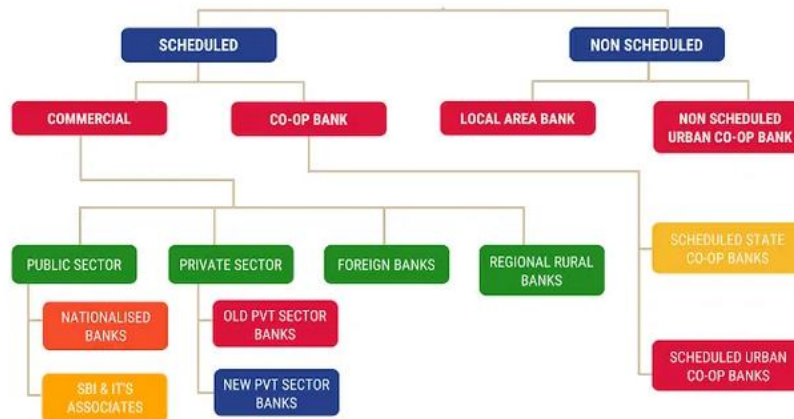 SCHEDULED
NON SCHEDULED
COMMERCIAL
CO-OP BANK
LOCAL AREA BANK
NON SCHEDULED
URBAN CO-OP BANK
PUBLIC SECTOR
PRIVATE SECTOR
FOREIGN BANKS
REGIONAL RURAL
BANKS
SCHEDULED STATE
CO-OP BANKS
NATIONALISED
BANKS
OLD PVT SECTOR
BANKS
SBI & IT'S
ASSOCIATES
NEW PVT SECTOR
BANKS
SCHEDULED URBAN
CO-OP BANKS